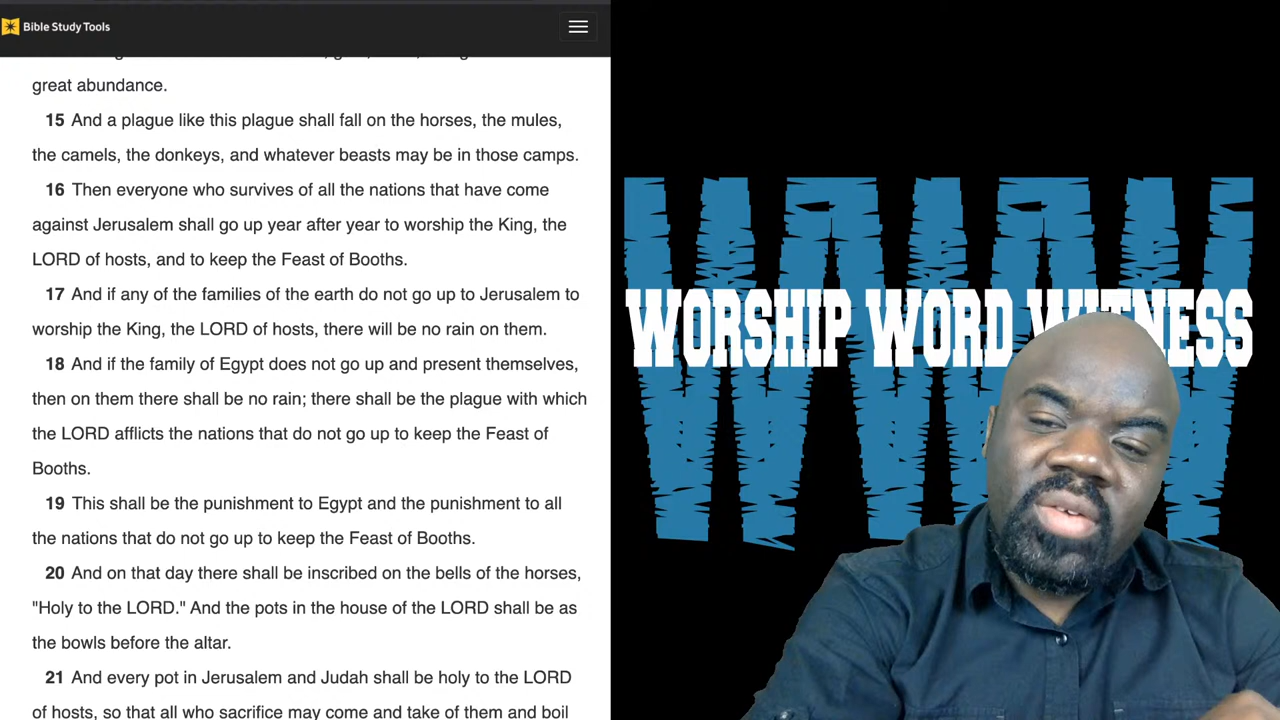 Bible Study Tools
great abundance.
15 And a plague like this plague shall fall on the horses, the mules,
the camels, the donkeys, and whatever beasts may be in those camps.
16 Then everyone who survives of all the nations that have come
against Jerusalem shall go up year after year to worship the King, the
LORD of hosts, and to keep the Feast of Booths.
17 And if any of the families of the earth do not go up to Jerusalem to
worship the King, the LORD of hosts, there will be no rain on them.
18 And if the family of Egypt does not go up and present themselves,
then on them there shall be no rain; there shall be the plague with which
the LORD afflicts the nations that do not go up to keep the Feast of
Booths.
19 This shall be the punishment to Egypt and the punishment to all
the nations that do not go up to keep the Feast of Booths.
20 And on that day there shall be inscribed on the bells of the horses,
"Holy to the LORD." And the pots in the house of the LORD shall be as
the bowls before the altar.
21 And every pot in Jerusalem and Judah shall be holy to the LORD
of hosts, so that all who sacrifice may come and take of them and boil
WWW
WORSHIP WORD WITNESS